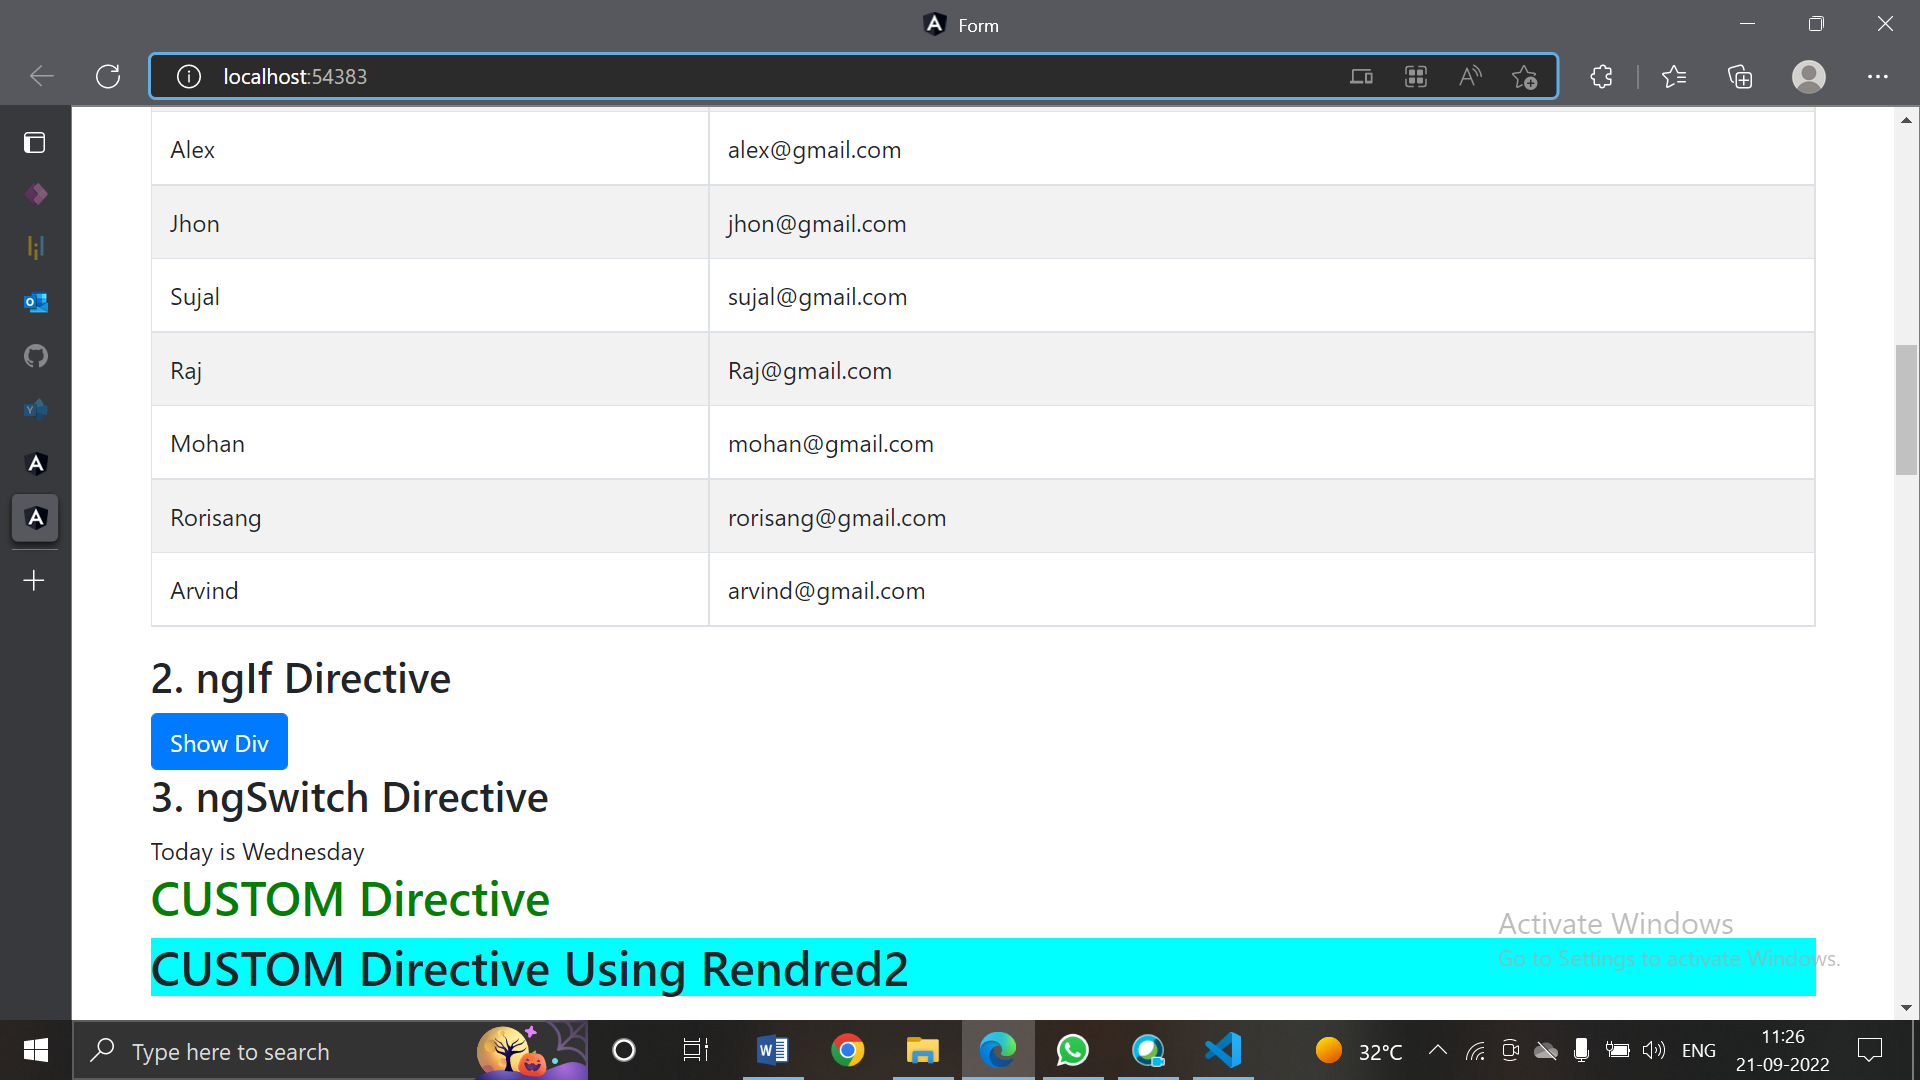 Form
localhost:54383
Alex alex@gmail.com
Jhon jhon@gmail.com
Sujal sujal@gmail.com
Raj Raj@gmail.com
Mohan mohan@gmail.com
Rorisang rorisang@gmail.com
Arvind arvind@gmail.com
2. ngIf Directive
Show Div
3. ngSwitch Directive
Today is Wednesday
CUSTOM Directive
CUSTOM Directive Using Rendred2
Activate Windows
Go to Settings to activate Windows.
Type here to search
32°C
ENG
11:26
21-09-2022